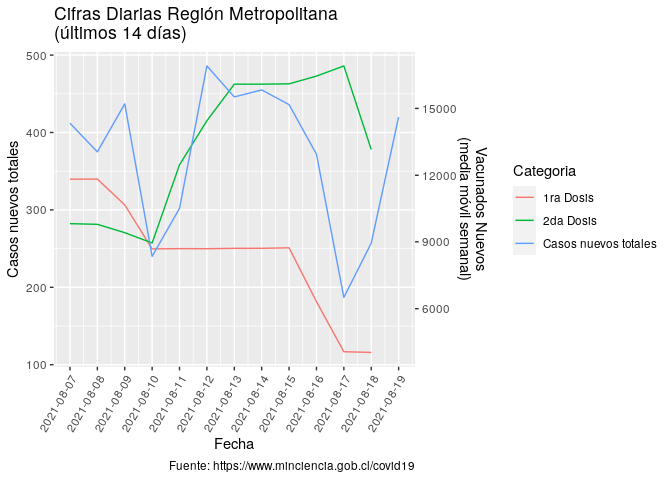 Cifras Diarias Región Metropolitana
(últimos 14 días)
Casos nuevos totales
500
400
300
200
100
15000
12000
9000
6000
Vacunados Nuevos
(media móvil semanal)
2021-08-07
2021-08-08
2021-08-09
2021-08-10
2021-08-11
2021-08-12
2021-08-13
2021-08-14
2021-08-15
2021-08-16
2021-08-17
2021-08-18
2021-08-19
Fecha
Categoria
1ra Dosis
2da Dosis
Casos nuevos totales
Fuente: https://www.minciencia.gob.cl/covid19